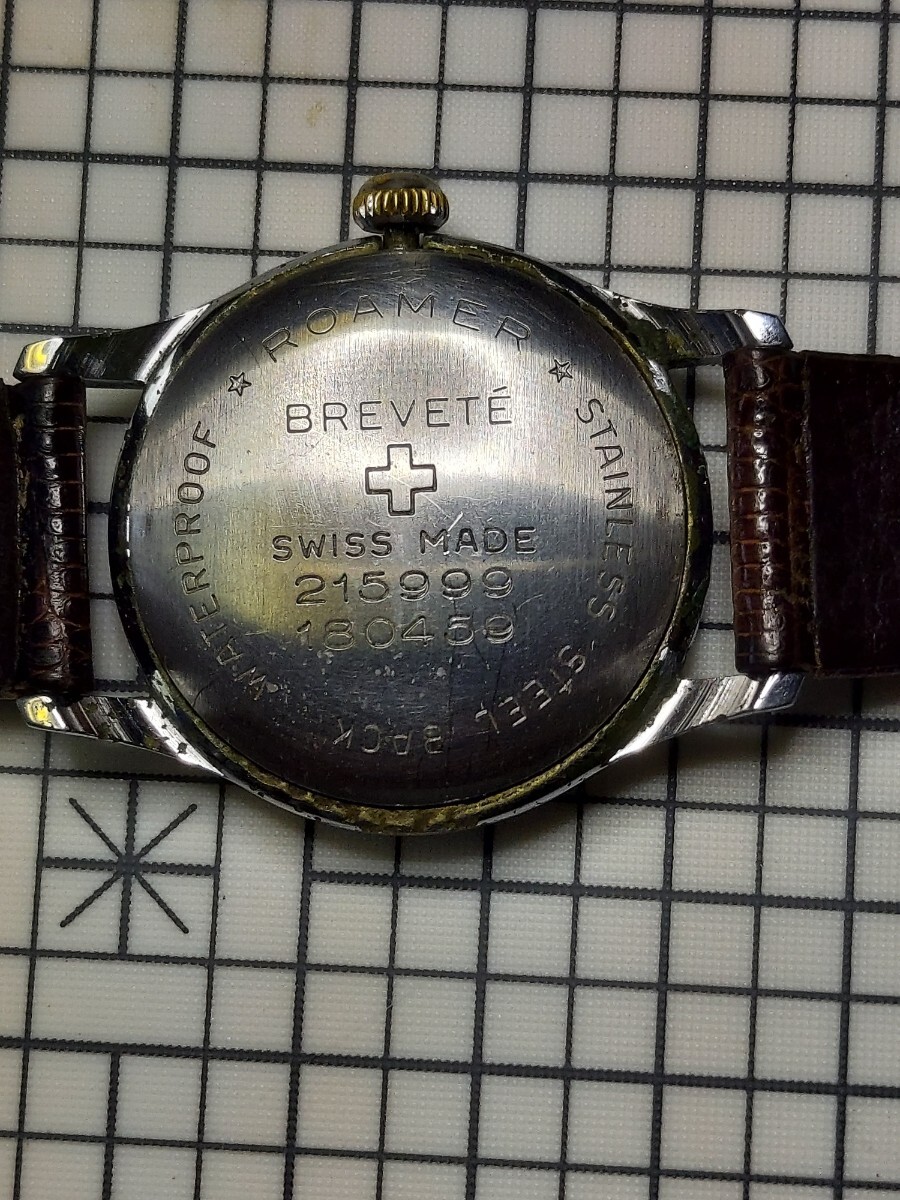 ROAMER
BREVETÉ
SWISS MADE
215999
180459
WATERPROOF
STAINLESS STEEL BACK